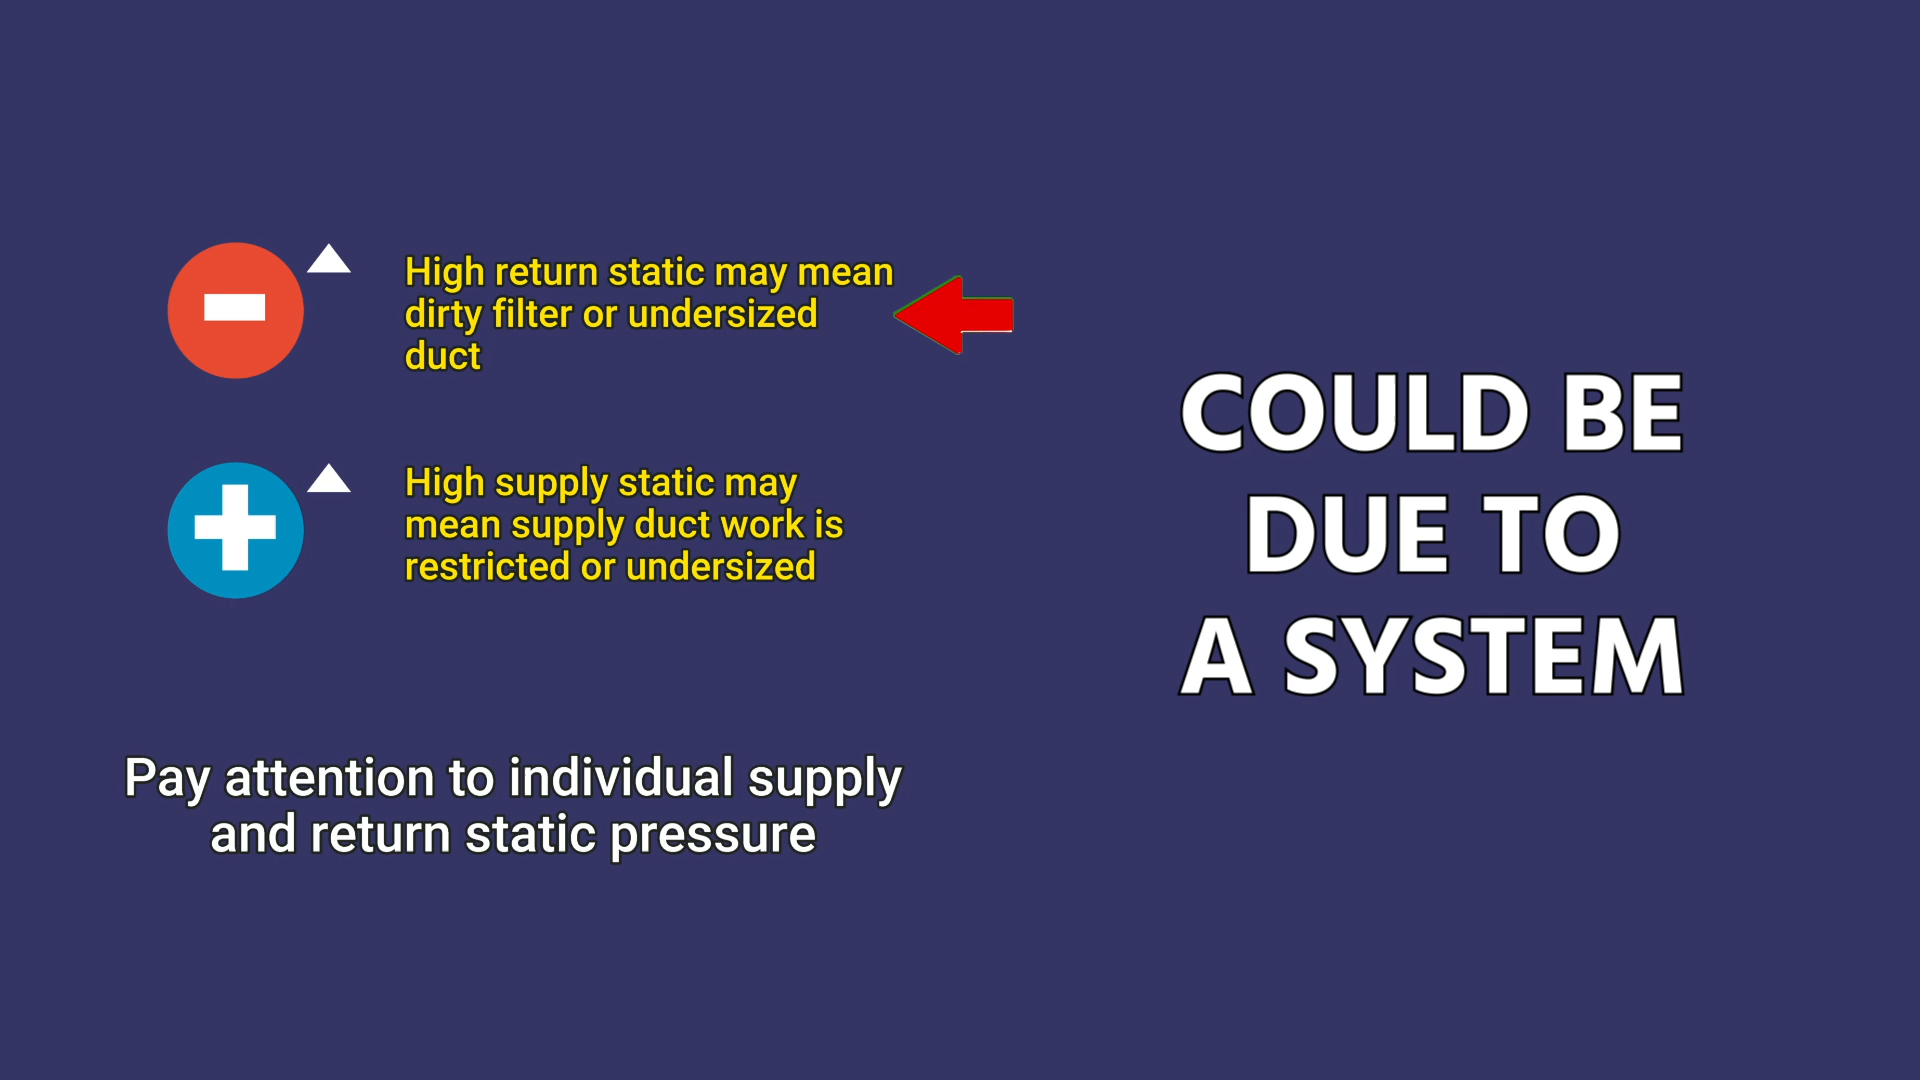 High return static may mean
dirty filter or undersized
duct
High supply static may
mean supply duct work is
restricted or undersized
Pay attention to individual supply
and return static pressure
COULD BE
DUE TO
A SYSTEM